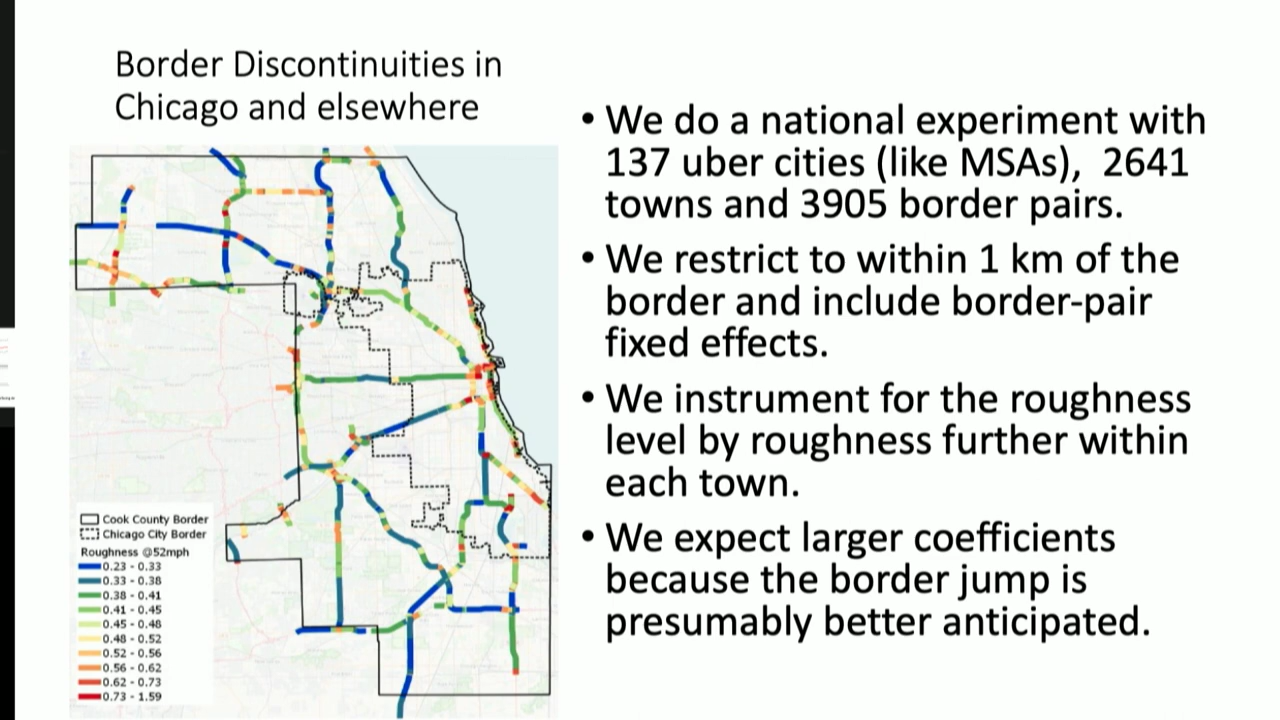 Border Discontinuities in
Chicago and elsewhere
• We do a national experiment with
137 uber cities (like MSAs), 2641
towns and 3905 border pairs.
• We restrict to within 1 km of the
border and include border-pair
fixed effects.
• We instrument for the roughness
level by roughness further within
each town.
• We expect larger coefficients
because the border jump is
presumably better anticipated.
Cook County Border
Chicago City Border
Roughness @52mph
0.23 - 0.33
0.33 - 0.38
0.38 - 0.41
0.41 - 0.45
0.45 - 0.48
0.48 - 0.52
0.52 - 0.56
0.56 - 0.62
0.62 - 0.73
0.73 - 1.59